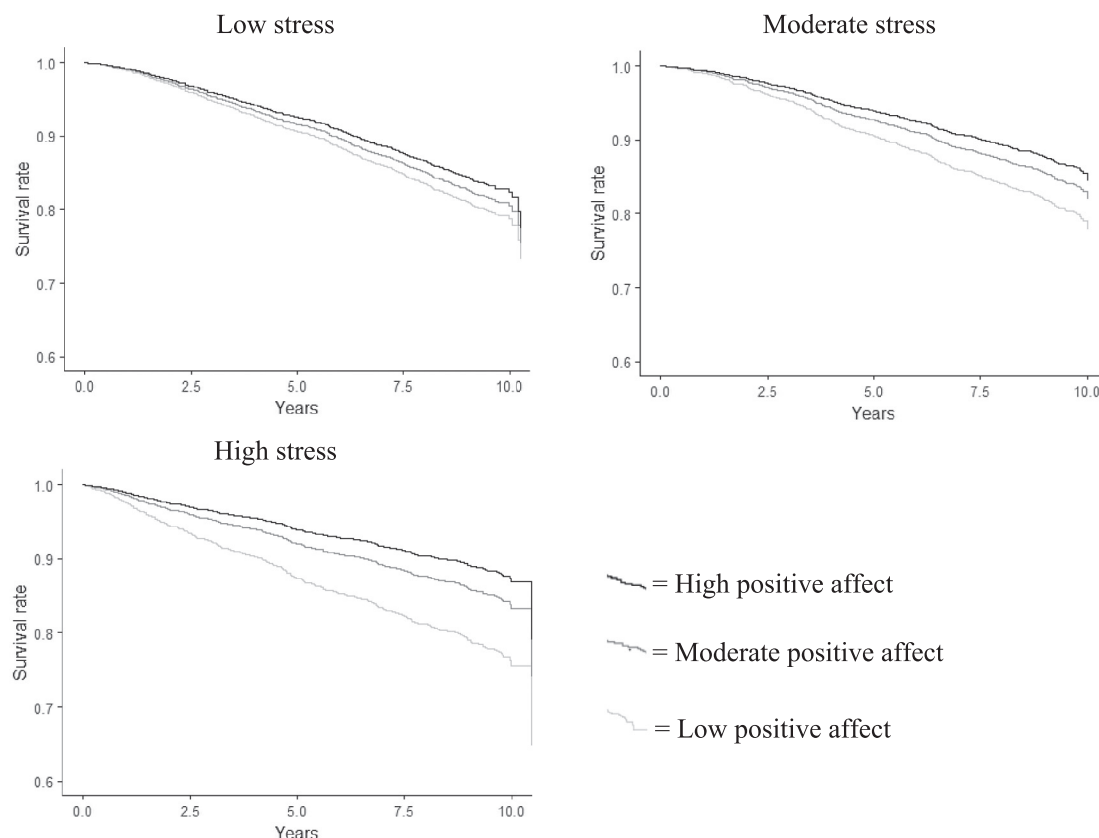 Low stress
1.0
0.9
0.8
0.7
0.6
Survival rate
0.0 2.5 5.0 7.5 10.0
Years
Moderate stress
1.0
0.9
0.8
0.7
0.6
Survival rate
0.0 2.5 5.0 7.5 10.0
Years
High stress
1.0
0.9
0.8
0.7
0.6
Survival rate
0.0 2.5 5.0 7.5 10.0
Years
= High positive affect
= Moderate positive affect
= Low positive affect